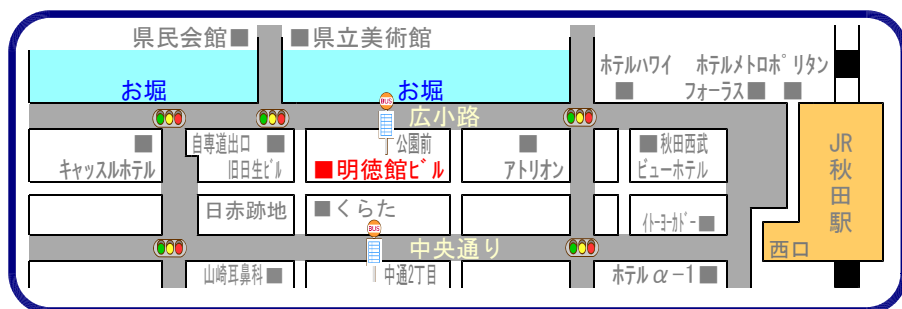 県民会館■ ■県立美術館
ホテルハワイ ホテルメトロポリタン
■ フォーラス■ ■
お堀 お堀
BUS
広小路
■ 自専道出口 ■ 公園前 ■ ■秋田西武
キャッスルホテル 旧日生ビル ■明徳館ビル アトリオン ビューホテル
JR秋田駅
日赤跡地 ■くらた イトーヨーカドー■
BUS
中央通り 西口
山崎耳鼻科■ 中通2丁目 ホテルα-1■